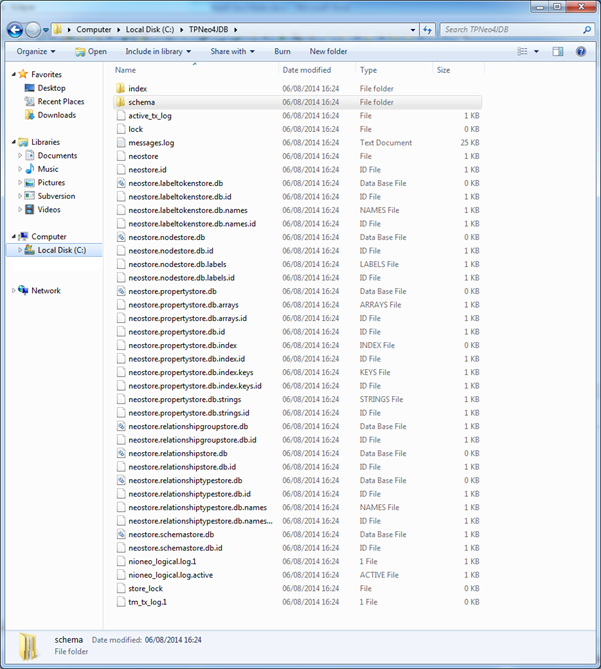 Computer ▸ Local Disk (C:) ▸ TPNeo4JDB ▸
Search TPNeo4JDB
Organize Open Include in library Share with Burn New folder
Favorites
Desktop
Recent Places
Downloads
Libraries
Documents
Music
Pictures
Subversion
Videos
Computer
Local Disk (C:)
Network
Name Date modified Type Size
index 06/08/2014 16:24 File folder
schema 06/08/2014 16:24 File folder
active_tx_log 06/08/2014 16:24 File 1 KB
lock 06/08/2014 16:24 File 0 KB
messages.log 06/08/2014 16:24 Text Document 25 KB
neostore 06/08/2014 16:24 File 1 KB
neostore.id 06/08/2014 16:24 ID File 1 KB
neostore.labeltokenstore.db 06/08/2014 16:24 Data Base File 0 KB
neostore.labeltokenstore.db.id 06/08/2014 16:24 ID File 1 KB
neostore.labeltokenstore.db.names 06/08/2014 16:24 NAMES File 1 KB
neostore.labeltokenstore.db.names.id 06/08/2014 16:24 ID File 1 KB
neostore.nodestore.db 06/08/2014 16:24 Data Base File 0 KB
neostore.nodestore.db.id 06/08/2014 16:24 ID File 1 KB
neostore.nodestore.db.labels 06/08/2014 16:24 LABELS File 1 KB
neostore.nodestore.db.labels.id 06/08/2014 16:24 ID File 1 KB
neostore.propertystore.db 06/08/2014 16:24 Data Base File 0 KB
neostore.propertystore.db.arrays 06/08/2014 16:24 ARRAYS File 1 KB
neostore.propertystore.db.arrays.id 06/08/2014 16:24 ID File 1 KB
neostore.propertystore.db.id 06/08/2014 16:24 ID File 1 KB
neostore.propertystore.db.index 06/08/2014 16:24 INDEX File 0 KB
neostore.propertystore.db.index.id 06/08/2014 16:24 ID File 1 KB
neostore.propertystore.db.index.keys 06/08/2014 16:24 KEYS File 1 KB
neostore.propertystore.db.index.keys.id 06/08/2014 16:24 ID File 1 KB
neostore.propertystore.db.strings 06/08/2014 16:24 STRINGS File 1 KB
neostore.propertystore.db.strings.id 06/08/2014 16:24 ID File 1 KB
neostore.relationshipgroupstore.db 06/08/2014 16:24 Data Base File 1 KB
neostore.relationshipgroupstore.db.id 06/08/2014 16:24 ID File 1 KB
neostore.relationshipstore.db 06/08/2014 16:24 Data Base File 0 KB
neostore.relationshipstore.db.id 06/08/2014 16:24 ID File 1 KB
neostore.relationshiptypestore.db 06/08/2014 16:24 Data Base File 0 KB
neostore.relationshiptypestore.db.id 06/08/2014 16:24 ID File 1 KB
neostore.relationshiptypestore.db.names 06/08/2014 16:24 NAMES File 1 KB
neostore.relationshiptypestore.db.names... 06/08/2014 16:24 ID File 1 KB
neostore.schemastore.db 06/08/2014 16:24 Data Base File 1 KB
neostore.schemastore.db.id 06/08/2014 16:24 ID File 1 KB
nioneo_logical.log.1 06/08/2014 16:24 1 File 1 KB
nioneo_logical.log.active 06/08/2014 16:24 ACTIVE File 1 KB
store_lock 06/08/2014 16:24 File 0 KB
tm_tx_log.1 06/08/2014 16:24 1 File 0 KB
schema Date modified: 06/08/2014 16:24
File folder